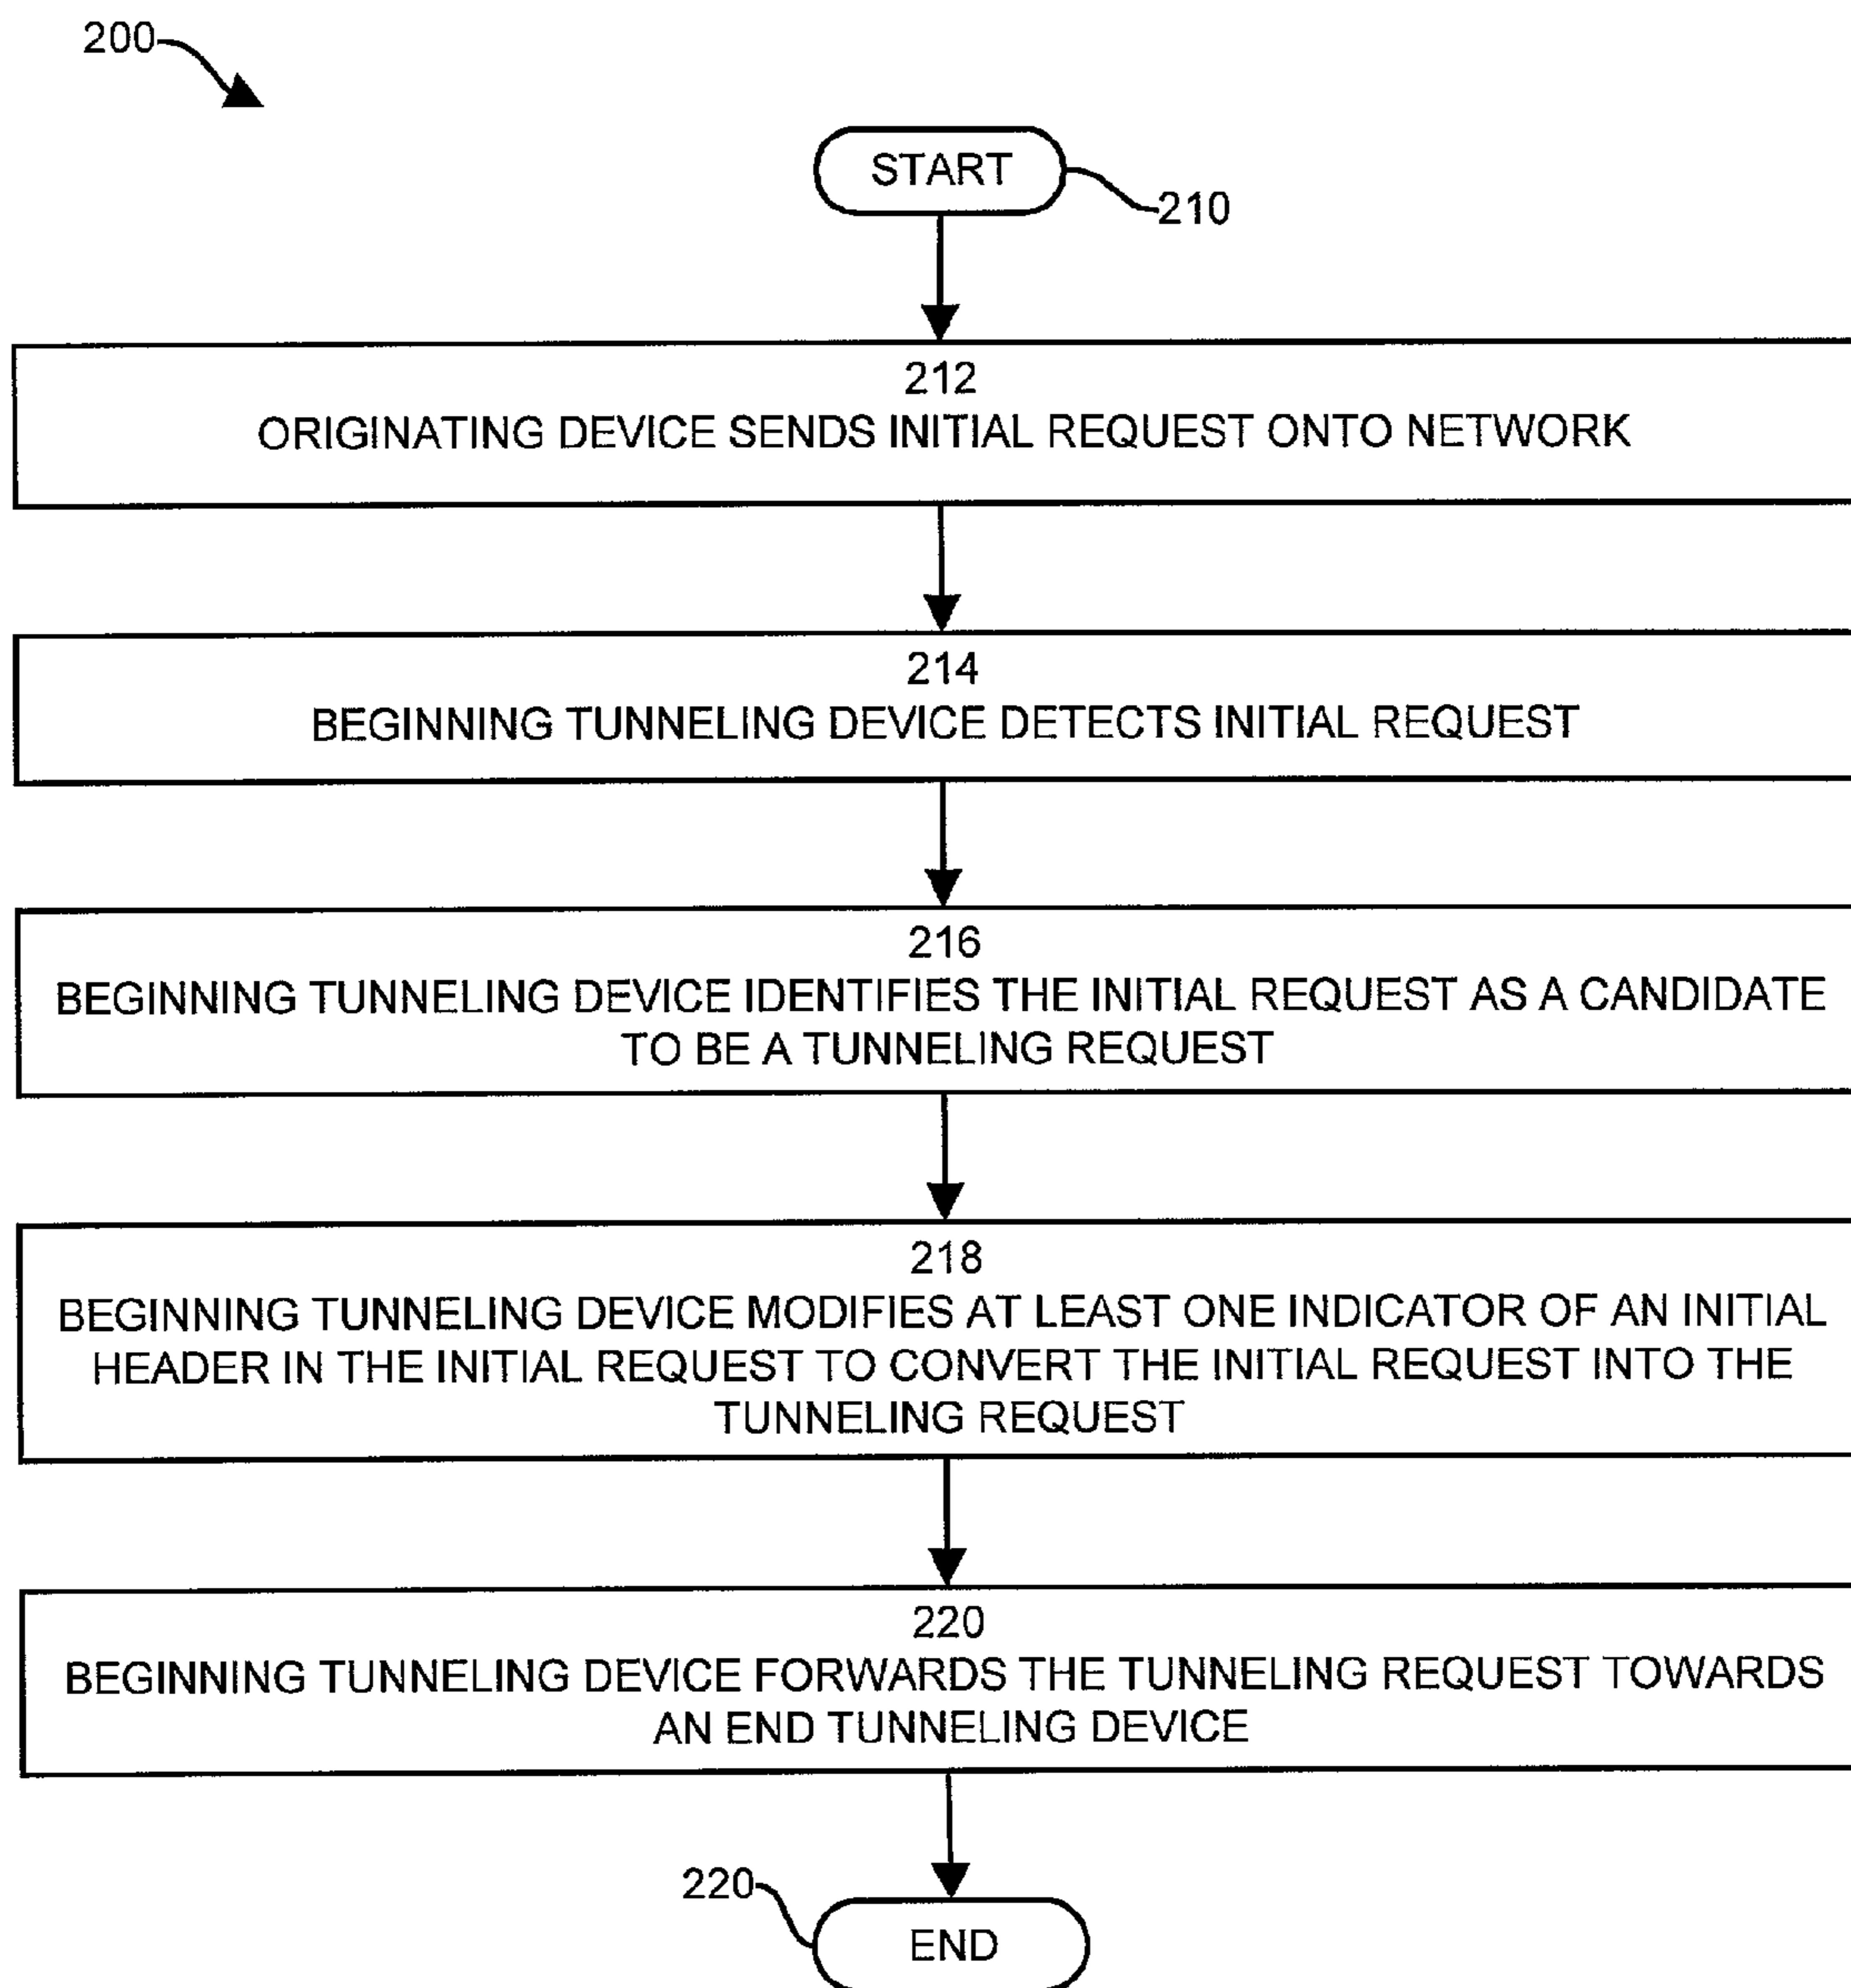 200
START
210
212
ORIGINATING DEVICE SENDS INITIAL REQUEST ONTO NETWORK
214
BEGINNING TUNNELING DEVICE DETECTS INITIAL REQUEST
216
BEGINNING TUNNELING DEVICE IDENTIFIES THE INITIAL REQUEST AS A CANDIDATE
TO BE A TUNNELING REQUEST
218
BEGINNING TUNNELING DEVICE MODIFIES AT LEAST ONE INDICATOR OF AN INITIAL
HEADER IN THE INITIAL REQUEST TO CONVERT THE INITIAL REQUEST INTO THE
TUNNELING REQUEST
220
BEGINNING TUNNELING DEVICE FORWARDS THE TUNNELING REQUEST TOWARDS
AN END TUNNELING DEVICE
220
END